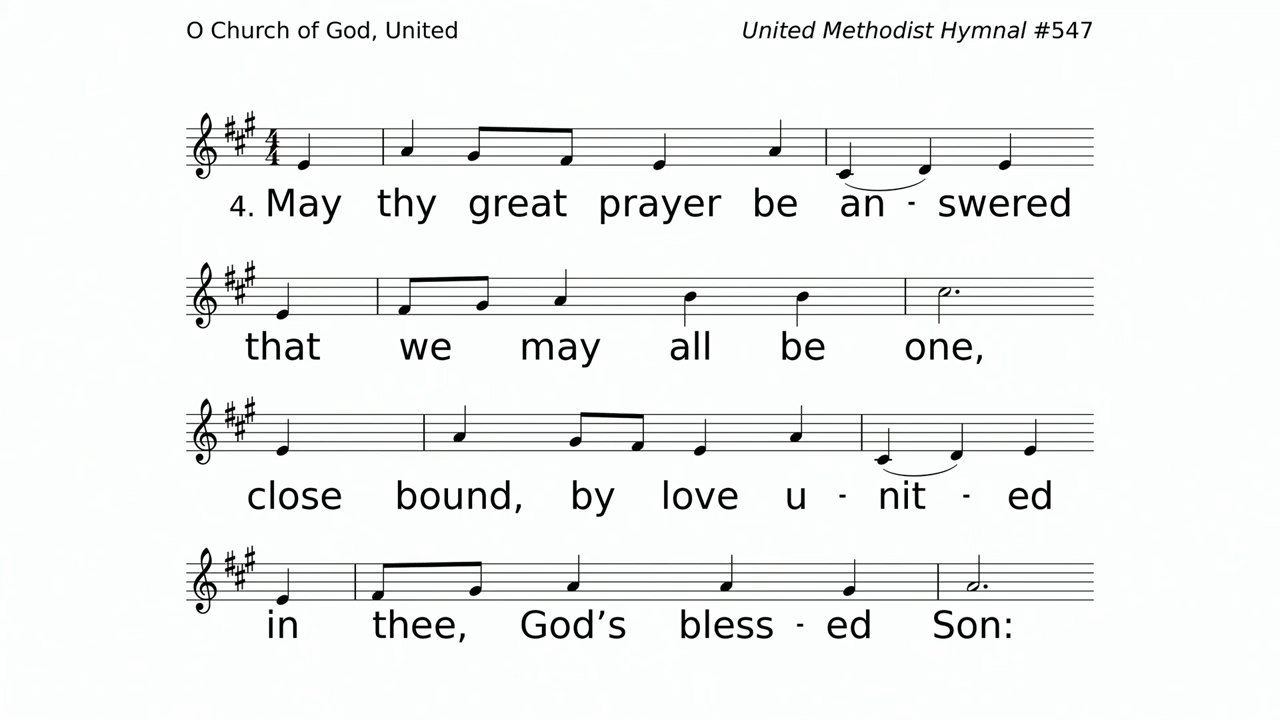 O Church of God, United
United Methodist Hymnal #547
4. May thy great prayer be an - swered
that we may all be one,
close bound, by love u - nit - ed
in thee, God’s bless - ed Son: